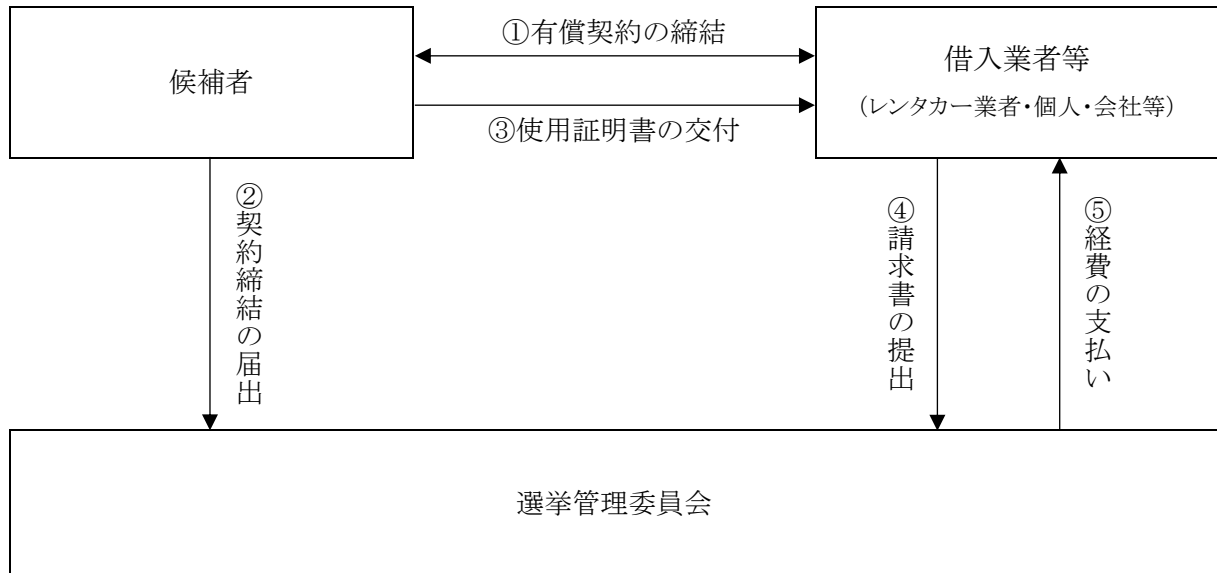 ①有償契約の締結
候補者
借入業者等
（レンタカー業者・個人・会社等）
③使用証明書の交付
②契約締結の届出
④請求書の提出
⑤経費の支払い
選挙管理委員会